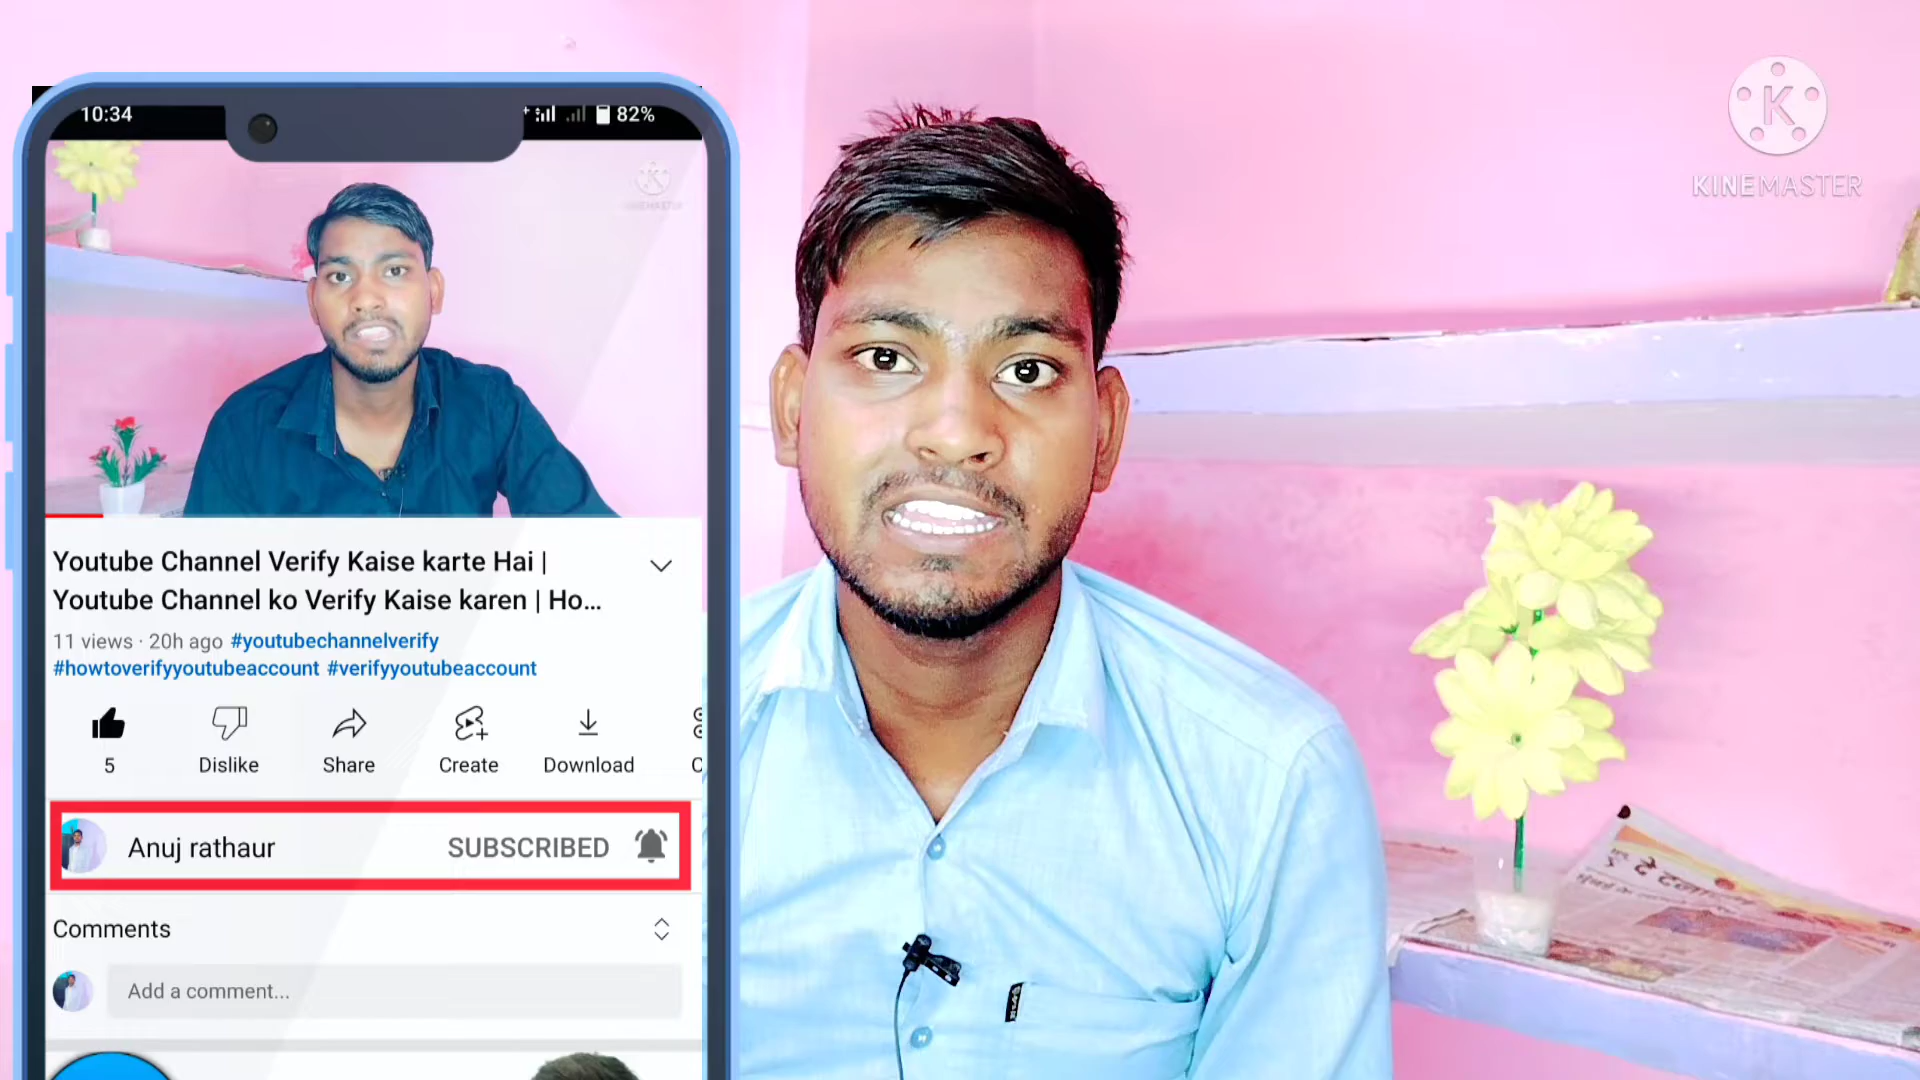 10:34
82%
KINEMASTER
Youtube Channel Verify Kaise karte Hai |
Youtube Channel ko Verify Kaise karen | Ho...
11 views · 20h ago #youtubechannelverify
#howtoverifyyoutubeaccount #verifyyoutubeaccount
5
Dislike
Share
Create
Download
Anuj rathaur
SUBSCRIBED
Comments
Add a comment...
K
KINEMASTER